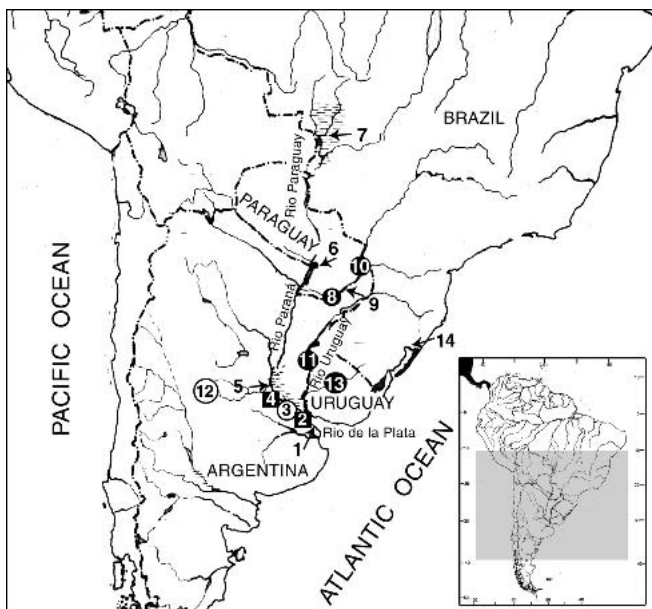 BRAZIL
7
Rio Paraguay
PARAGUAY
6
10
8
9
Rio Paraná
Rio Uruguay
14
11
PACIFIC OCEAN
12
5
13
4
3
URUGUAY
2
Rio de la Plata
1
ARGENTINA
ATLANTIC OCEAN